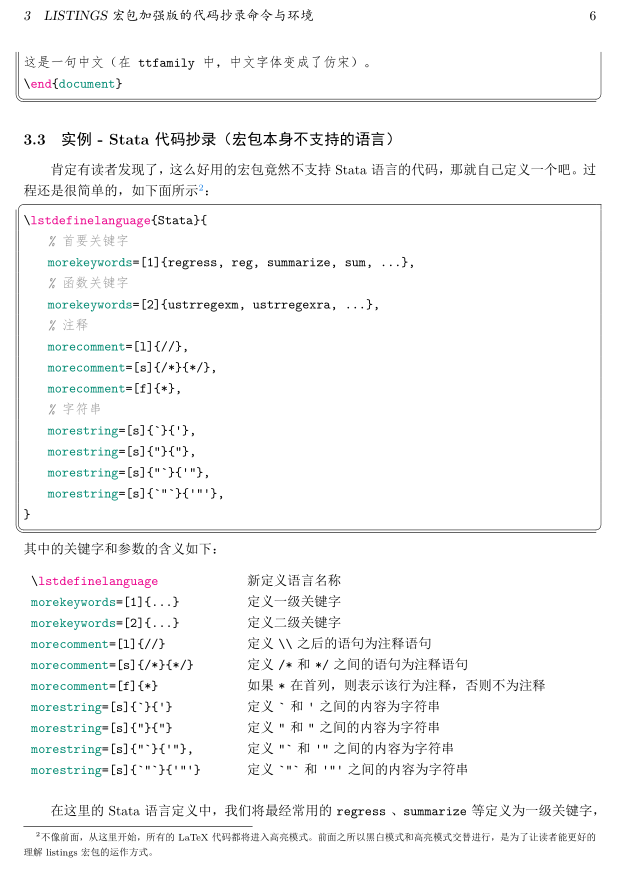 3 LISTINGS 宏包加强版的代码抄录命令与环境 6
这是一句中文（在 ttfamily 中，中文字体变成了仿宋）。
\end{document}
3.3 实例 - Stata 代码抄录（宏包本身不支持的语言）
肯定有读者发现了，这么好用的宏包竟然不支持 Stata 语言的代码，那就自己定义一个吧。过
程还是很简单的，如下面所示2：
\lstdefinelanguage{Stata}{
% 首要关键字
morekeywords=[1]{regress, reg, summarize, sum, ...},
% 函数关键字
morekeywords=[2]{ustrregexm, ustrregexra, ...},
% 注释
morecomment=[l]{//},
morecomment=[s]{/*}{*/},
morecomment=[f]{*},
% 字符串
morestring=[s]{`}{'},
morestring=[s]{"}{"},
morestring=[s]{"`}{'"},
morestring=[s]{`"`}{'"'},
}
其中的关键字和参数的含义如下：
\lstdefinelanguage 新定义语言名称
morekeywords=[1]{...} 定义一级关键字
morekeywords=[2]{...} 定义二级关键字
morecomment=[l]{//} 定义 \\ 之后的语句为注释语句
morecomment=[s]{/*}{*/} 定义 /* 和 */ 之间的语句为注释语句
morecomment=[f]{*} 如果 * 在首列，则表示该行为注释，否则不为注释
morestring=[s]{`}{'} 定义 ` 和 ' 之间的内容为字符串
morestring=[s]{"}{"} 定义 " 和 " 之间的内容为字符串
morestring=[s]{"`}{'"}, 定义 "` 和 '" 之间的内容为字符串
morestring=[s]{`"`}{'"'} 定义 `"` 和 '"' 之间的内容为字符串
在这里的 Stata 语言定义中，我们将最经常用的 regress 、summarize 等定义为一级关键字，
2不像前面，从这里开始，所有的 LaTeX 代码都将进入高亮模式。前面之所以黑白模式和高亮模式交替进行，是为了让读者能更好的
理解 listings 宏包的运作方式。